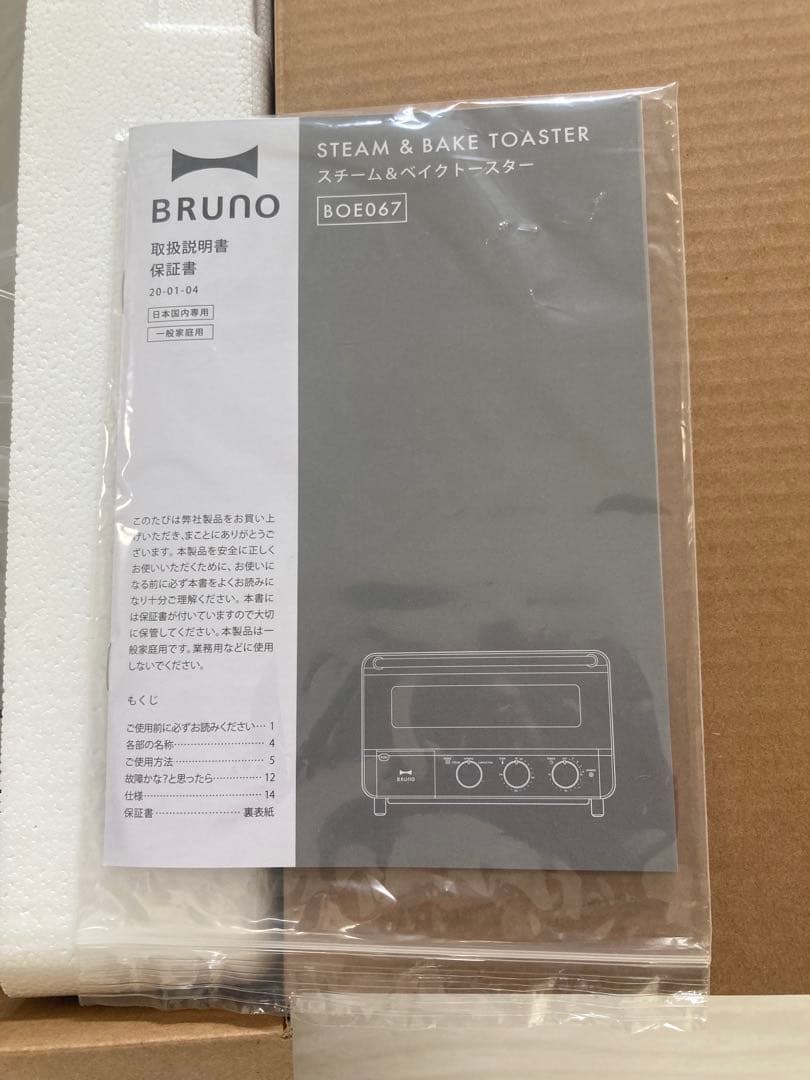 BRUNO
取扱説明書
保証書
20-01-04
日本国内専用
一般家庭用
STEAM & BAKE TOASTER
スチーム&ベイクトースター
BOE067
このたびは弊社製品をお買い上
げいただき、まことにありがとうご
ざいます。本製品を安全に正しく
お使いいただくために、お使いに
なる前に必ず本書をよくお読みに
なり十分ご理解ください。本書に
は保証書が付いていますので大切
に保管してください。本製品は一
般家庭用です。業務用などに使用
しないでください。
もくじ
ご使用前に必ずお読みください… 1
各部の名称…………………… 4
ご使用方法…………………… 5
故障かな?と思ったら………… 12
仕様………………………… 14
保証書………………… 裏表紙
BRUNO